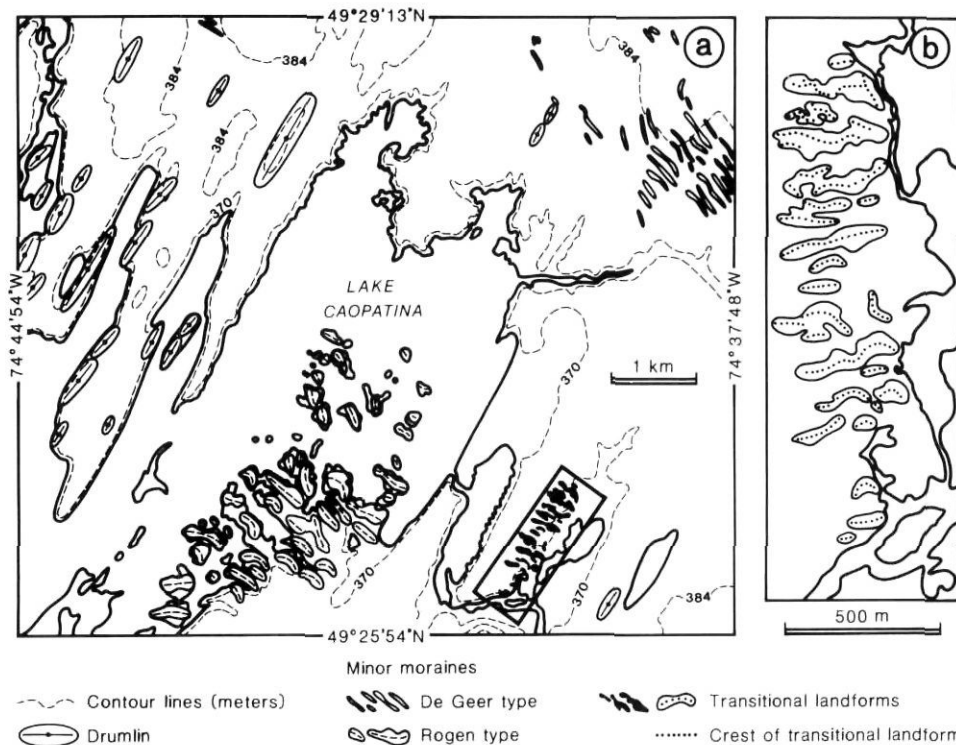 49°29'13"N
a
b
384
384
384
384
370
74°44'54"W
74°37'48"W
LAKE
CAOPATINA
1 km
370
370
370
384
49°25'54"N
500 m
Minor moraines
Contour lines (meters)
De Geer type
Transitional landforms
Drumlin
Rogen type
Crest of transitional landform